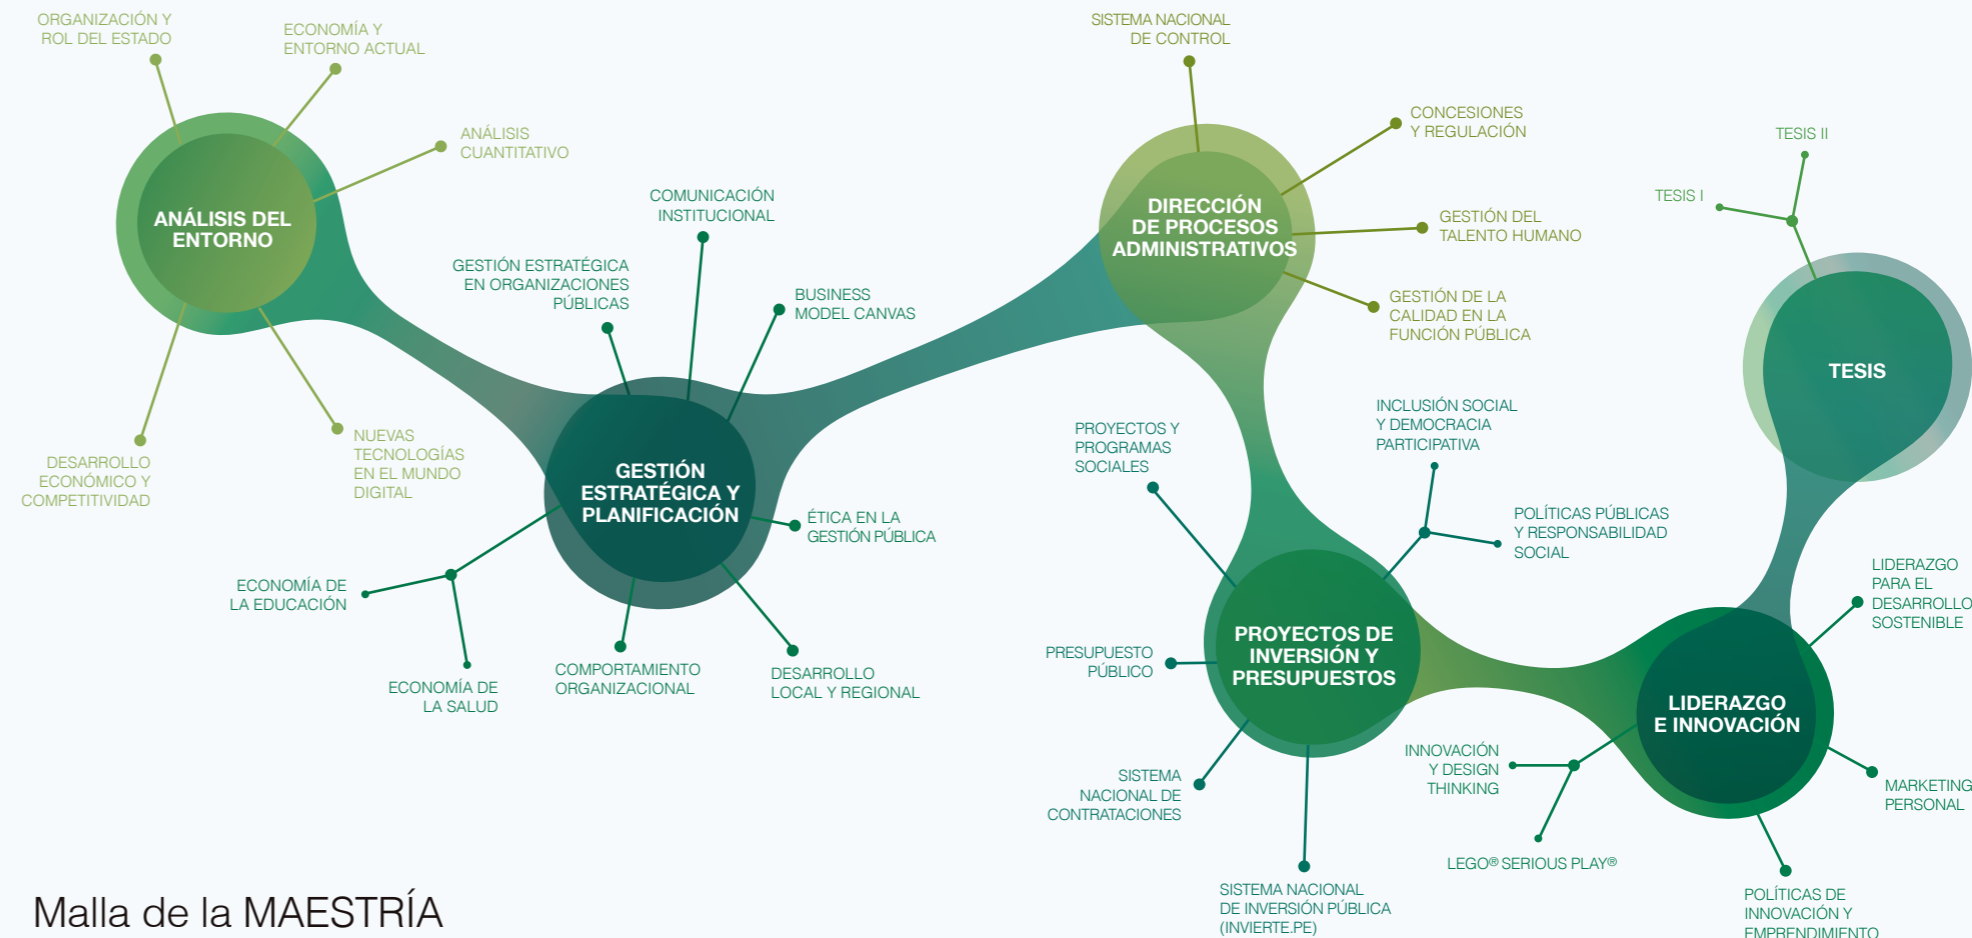 ORGANIZACIÓN Y
ROL DEL ESTADO
ECONOMÍA Y
ENTORNO ACTUAL
ANÁLISIS
CUANTITATIVO
ANÁLISIS DEL
ENTORNO
DESARROLLO
ECONÓMICO Y
COMPETITIVIDAD
NUEVAS
TECNOLOGÍAS
EN EL MUNDO
DIGITAL
GESTIÓN ESTRATÉGICA
EN ORGANIZACIONES
PÚBLICAS
COMUNICACIÓN
INSTITUCIONAL
BUSINESS
MODEL CANVAS
GESTIÓN
ESTRATÉGICA Y
PLANIFICACIÓN
ÉTICA EN LA
GESTIÓN PÚBLICA
ECONOMÍA DE
LA EDUCACIÓN
ECONOMÍA DE
LA SALUD
COMPORTAMIENTO
ORGANIZACIONAL
DESARROLLO
LOCAL Y REGIONAL
SISTEMA NACIONAL
DE CONTROL
CONCESIONES
Y REGULACIÓN
DIRECCIÓN
DE PROCESOS
ADMINISTRATIVOS
GESTIÓN DEL
TALENTO HUMANO
GESTIÓN DE LA
CALIDAD EN LA
FUNCIÓN PÚBLICA
PROYECTOS Y
PROGRAMAS
SOCIALES
INCLUSIÓN SOCIAL
Y DEMOCRACIA
PARTICIPATIVA
POLÍTICAS PÚBLICAS
Y RESPONSABILIDAD
SOCIAL
PROYECTOS DE
INVERSIÓN Y
PRESUPUESTOS
PRESUPUESTO
PÚBLICO
SISTEMA
NACIONAL DE
CONTRATACIONES
SISTEMA NACIONAL
DE INVERSIÓN PÚBLICA
(INVIERTE.PE)
TESIS II
TESIS I
TESIS
LIDERAZGO
PARA EL
DESARROLLO
SOSTENIBLE
LIDERAZGO
E INNOVACIÓN
INNOVACIÓN
Y DESIGN
THINKING
LEGO® SERIOUS PLAY®
MARKETING
PERSONAL
POLÍTICAS DE
INNOVACIÓN Y
EMPRENDIMIENTO
Malla de la MAESTRÍA